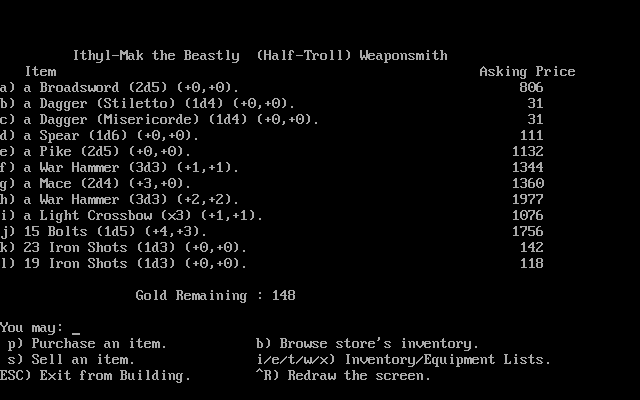 Ithyl-Mak the Beastly  (Half-Troll) Weaponsmith
Item Asking Price
a) a Broadsword (2d5) (+0,+0). 806
b) a Dagger (Stiletto) (1d4) (+0,+0). 31
c) a Dagger (Misericorde) (1d4) (+0,+0). 31
d) a Spear (1d6) (+0,+0). 111
e) a Pike (2d5) (+0,+0). 1132
f) a War Hammer (3d3) (+1,+1). 1344
g) a Mace (2d4) (+3,+0). 1360
h) a War Hammer (3d3) (+2,+2). 1977
i) a Light Crossbow (x3) (+1,+1). 1076
j) 15 Bolts (1d5) (+4,+3). 1756
k) 23 Iron Shots (1d3) (+0,+0). 142
l) 19 Iron Shots (1d3) (+0,+0). 118
Gold Remaining : 148
You may: _
p) Purchase an item. b) Browse store's inventory.
s) Sell an item. i/e/t/w/x) Inventory/Equipment Lists.
ESC) Exit from Building. ^R) Redraw the screen.